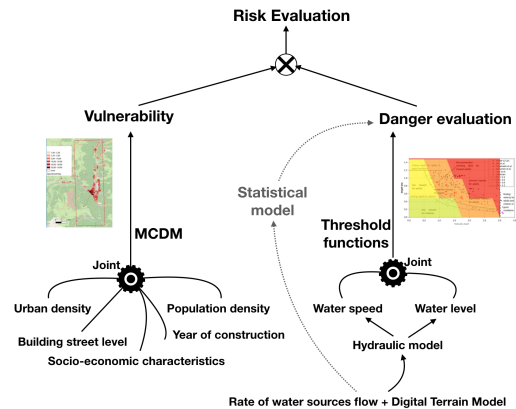 Risk Evaluation
Vulnerability
Danger evaluation
Statistical
model
MCDM
Threshold
functions
Joint
Joint
Urban density
Population density
Building street level
Year of construction
Socio-economic characteristics
Water speed
Water level
Hydraulic model
Rate of water sources flow + Digital Terrain Model